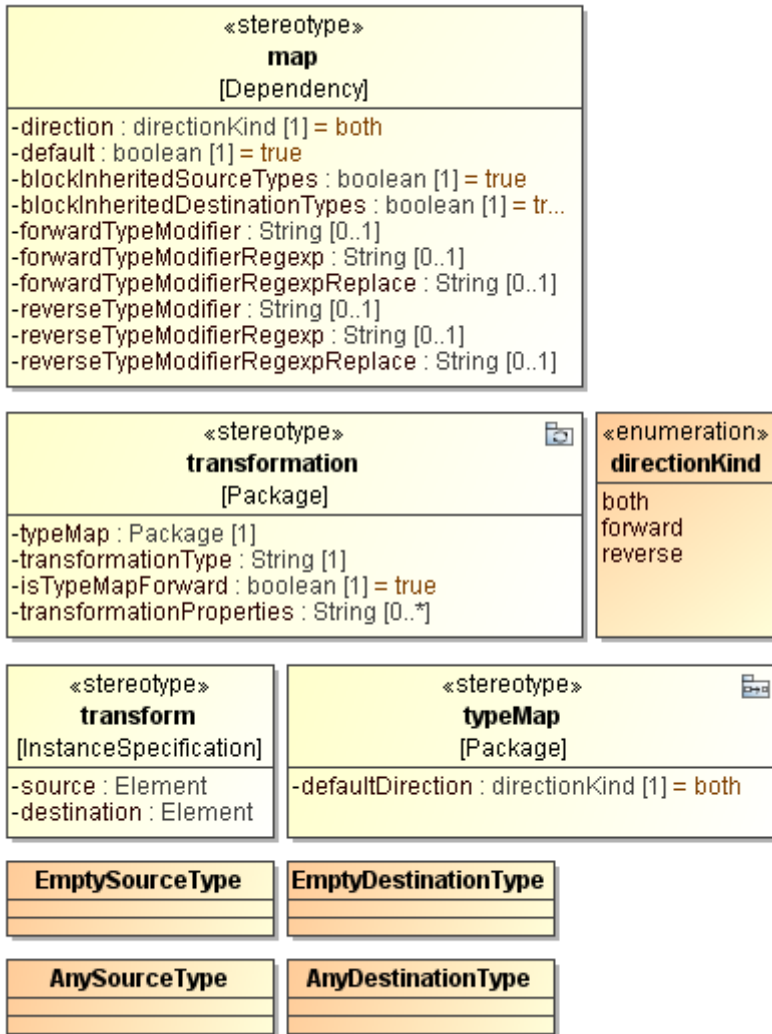 «stereotype»
map
[Dependency]
-direction : directionKind [1] = both
-default : boolean [1] = true
-blockInheritedSourceTypes : boolean [1] = true
-blockInheritedDestinationTypes : boolean [1] = tr...
-forwardTypeModifier : String [0..1]
-forwardTypeModifierRegexp : String [0..1]
-forwardTypeModifierRegexpReplace : String [0..1]
-reverseTypeModifier : String [0..1]
-reverseTypeModifierRegexp : String [0..1]
-reverseTypeModifierRegexpReplace : String [0..1]
«stereotype»
transformation
[Package]
-typeMap : Package [1]
-transformationType : String [1]
-isTypeMapForward : boolean [1] = true
-transformationProperties : String [0..*]
«enumeration»
directionKind
both
forward
reverse
«stereotype»
transform
[InstanceSpecification]
-source : Element
-destination : Element
«stereotype»
typeMap
[Package]
-defaultDirection : directionKind [1] = both
EmptySourceType
EmptyDestinationType
AnySourceType
AnyDestinationType